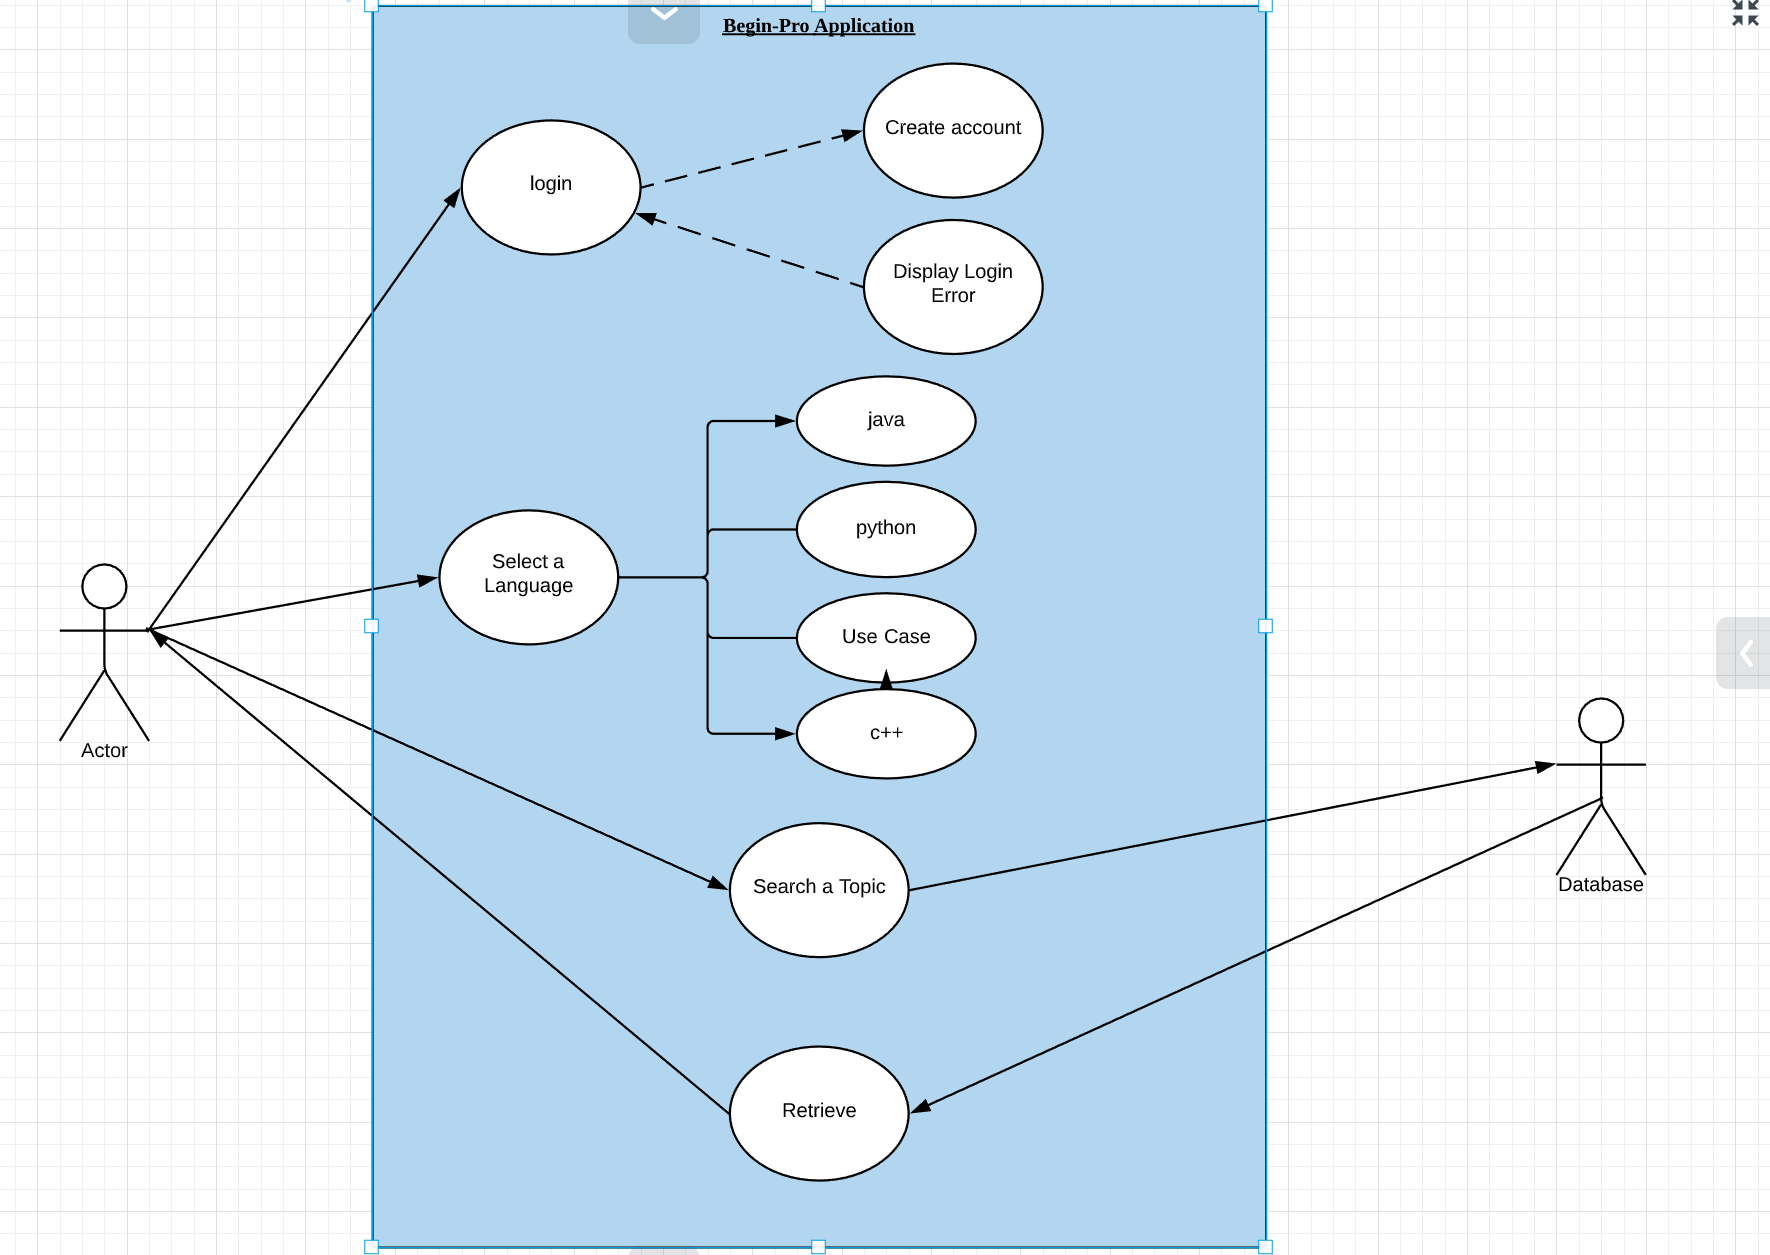 Begin-Pro Application
Create account
login
Display Login
Error
java
python
Select a
Language
Use Case
c++
Actor
Search a Topic
Database
Retrieve